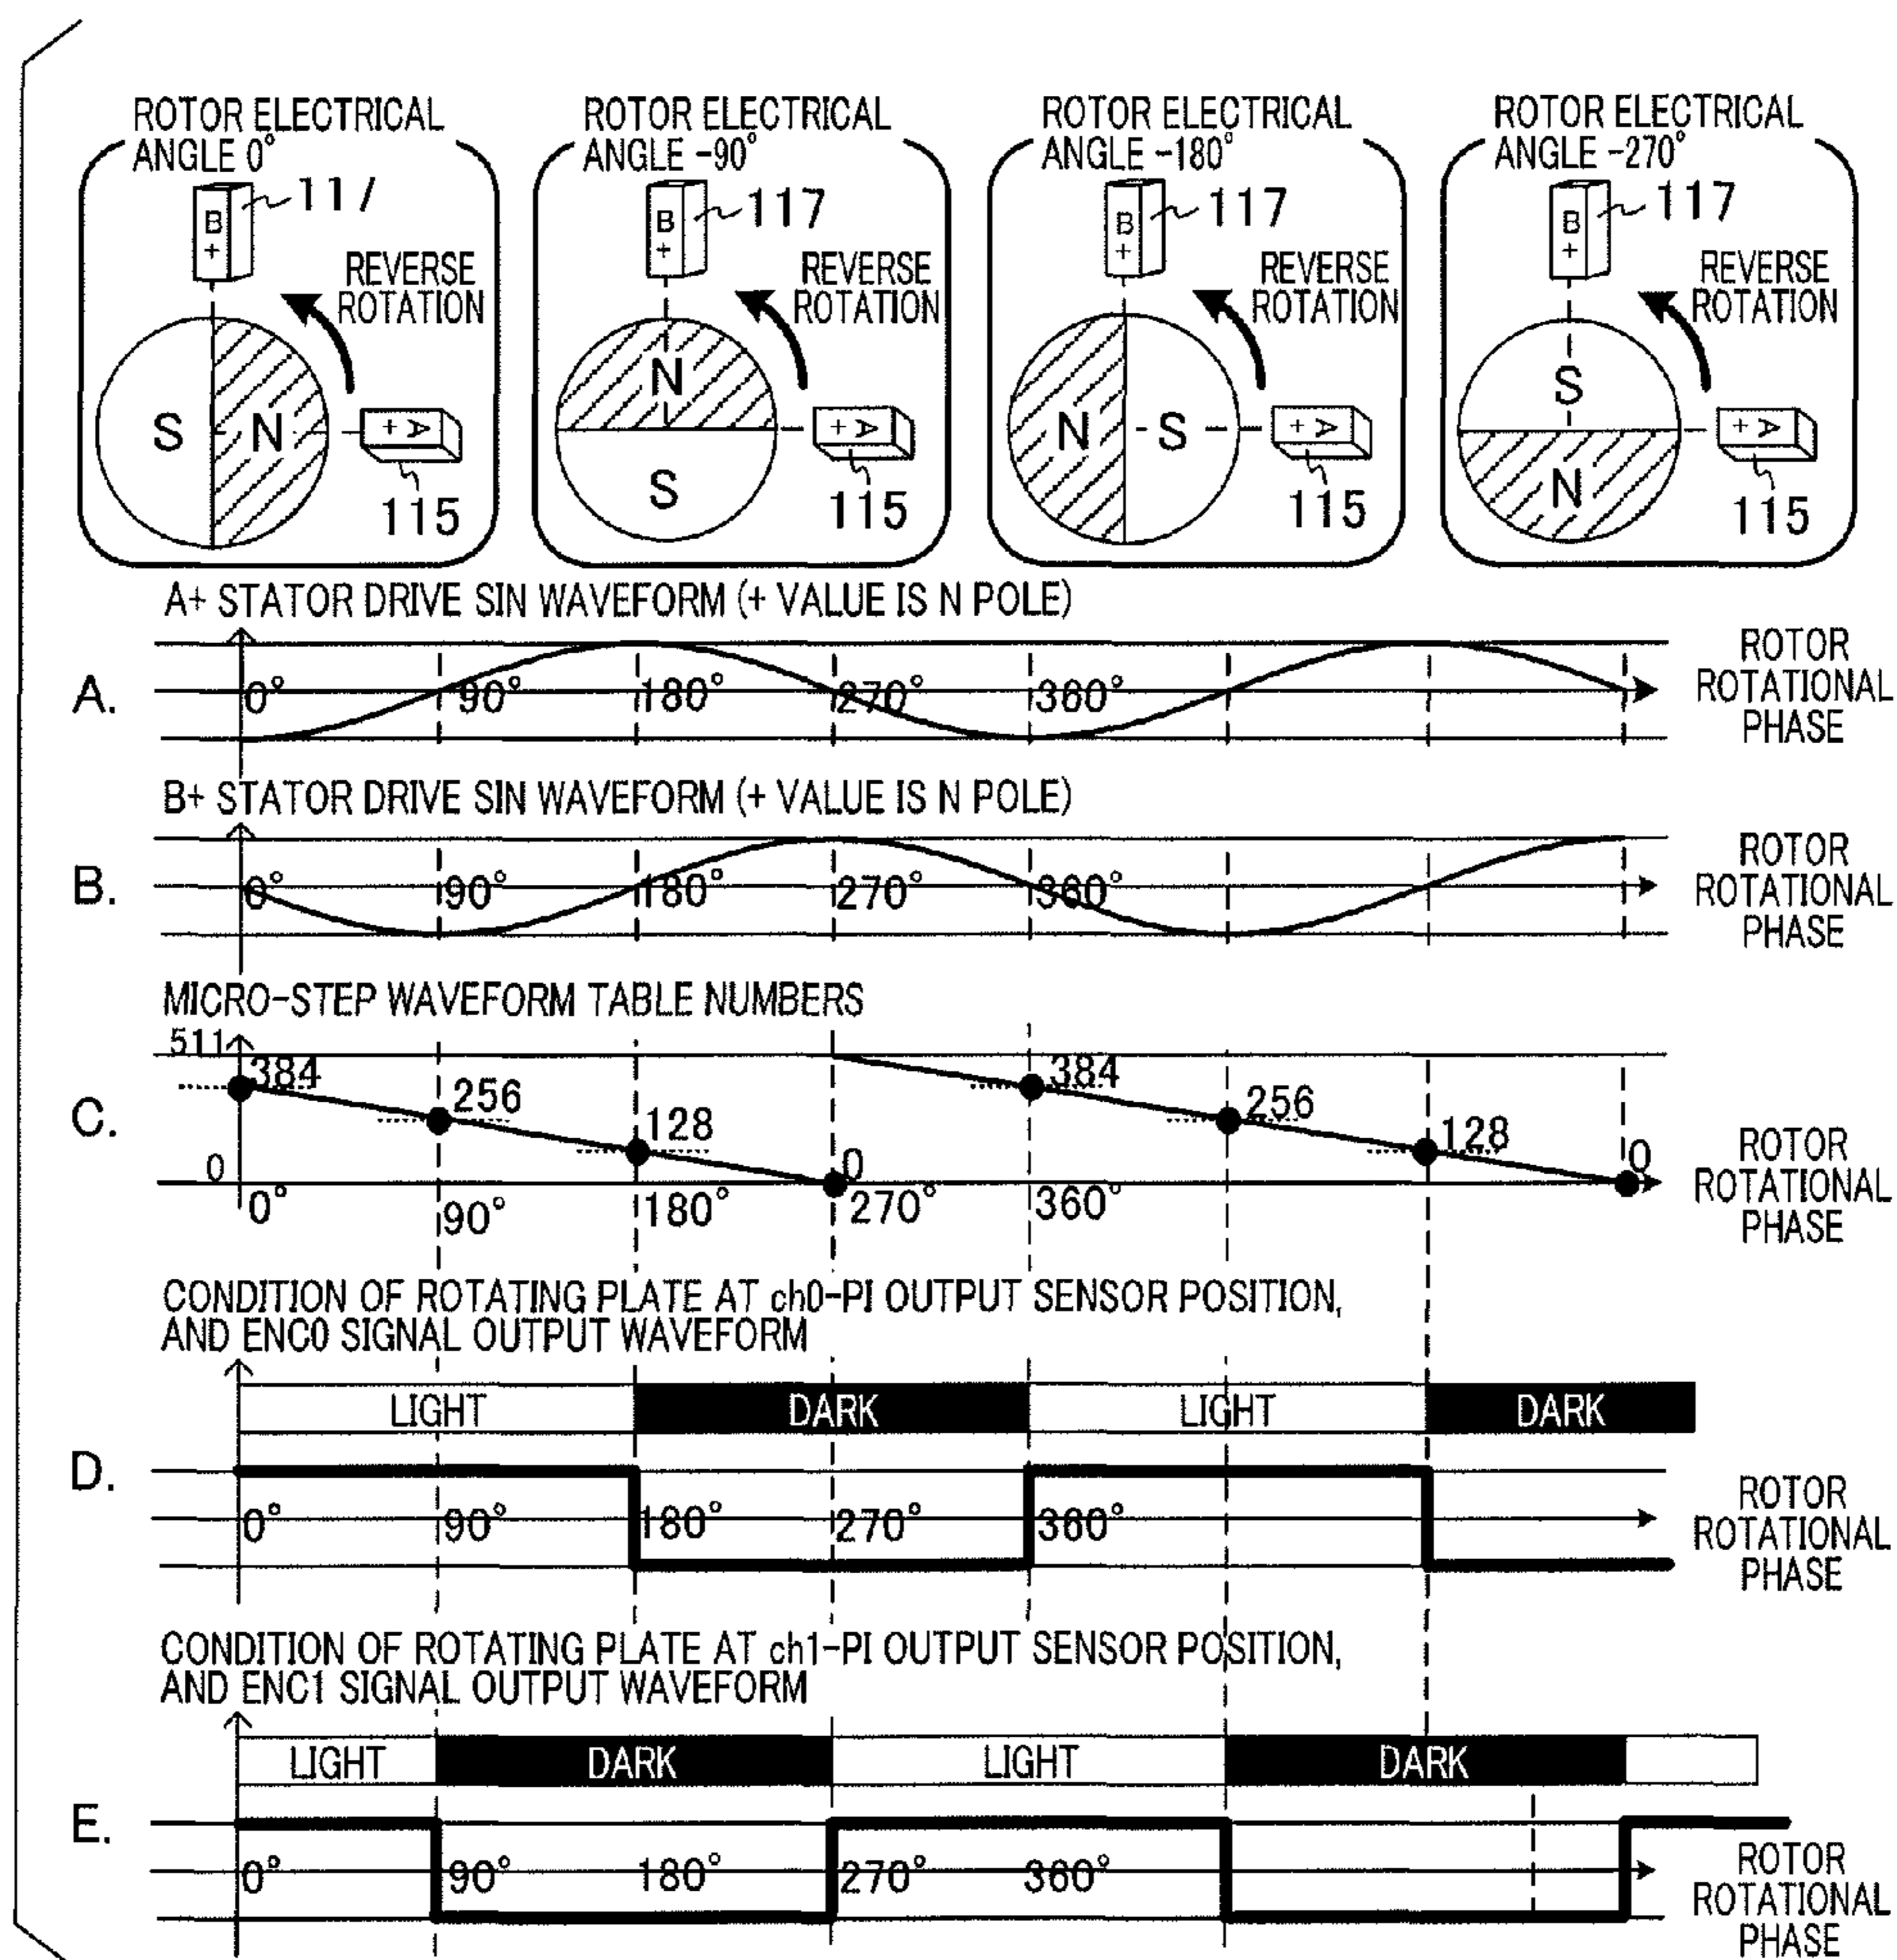 ROTOR ELECTRICAL
ANGLE 0°
B
+
11/
REVERSE
ROTATION
S
N
+ A
115
ROTOR ELECTRICAL
ANGLE -90°
B
+
117
REVERSE
ROTATION
N
S
+ A
115
ROTOR ELECTRICAL
ANGLE -180°
B
+
117
REVERSE
ROTATION
N
S
+ A
115
ROTOR ELECTRICAL
ANGLE -270°
B
+
117
REVERSE
ROTATION
S
N
+ A
115
A+ STATOR DRIVE SIN WAVEFORM (+ VALUE IS N POLE)
A.
0° 90° 180° 270° 360°
ROTOR
ROTATIONAL
PHASE
B+ STATOR DRIVE SIN WAVEFORM (+ VALUE IS N POLE)
B.
0° 90° 180° 270° 360°
ROTOR
ROTATIONAL
PHASE
MICRO-STEP WAVEFORM TABLE NUMBERS
C.
511
384 256 128 0 384 256 128 0
0
0° 90° 180° 270° 360°
ROTOR
ROTATIONAL
PHASE
CONDITION OF ROTATING PLATE AT ch0-PI OUTPUT SENSOR POSITION,
AND ENC0 SIGNAL OUTPUT WAVEFORM
LIGHT DARK LIGHT DARK
D.
0° 90° 180° 270° 360°
ROTOR
ROTATIONAL
PHASE
CONDITION OF ROTATING PLATE AT ch1-PI OUTPUT SENSOR POSITION,
AND ENC1 SIGNAL OUTPUT WAVEFORM
LIGHT DARK LIGHT DARK
E.
0° 90° 180° 270° 360°
ROTOR
ROTATIONAL
PHASE